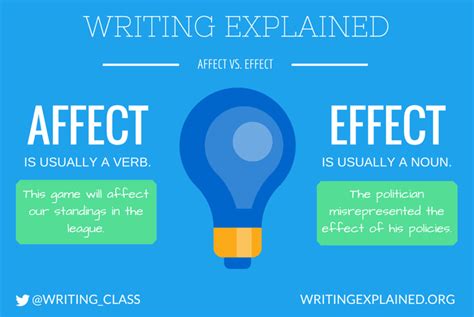 WRITING EXPLAINED
AFFECT VS. EFFECT
AFFECT
IS USUALLY A VERB.
This game will affect
our standings in the
league.
EFFECT
IS USUALLY A NOUN.
The politician
misrepresented the
effect of his policies.
@WRITING_CLASS
WRITINGEXPLAINED.ORG